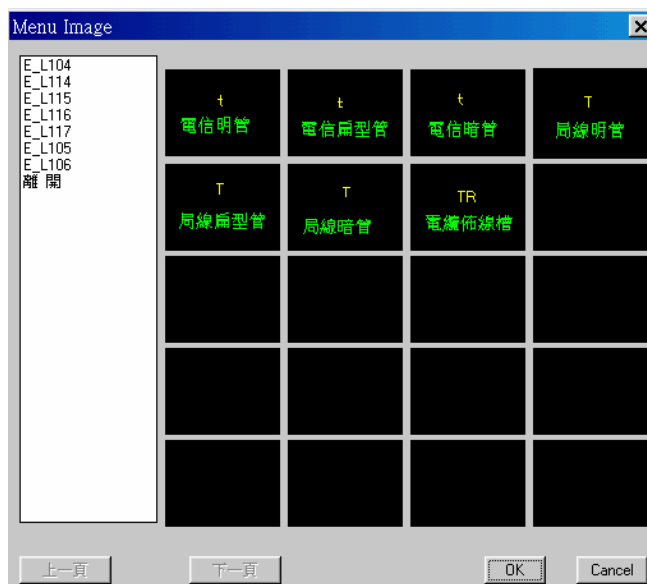 Menu Image
E_L104
E_L114
E_L115
E_L116
E_L117
E_L105
E_L106
離 開
t
電信明管
t
電信扁型管
t
電信暗管
T
局線明管
T
局線扁型管
T
局線暗管
TR
電纜佈線槽
上一頁
下一頁
OK
Cancel